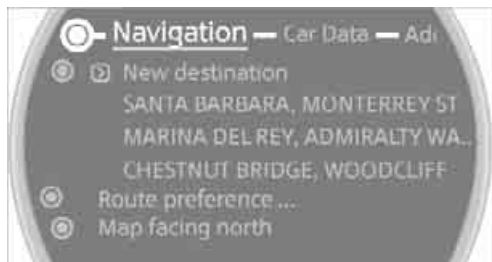 Navigation Car Data Adi
New destination
SANTA BARBARA, MONTERREY ST
MARINA DEL REY, ADMIRALTY WA...
CHESTNUT BRIDGE, WOODCLIFF
Route preference ...
Map facing north